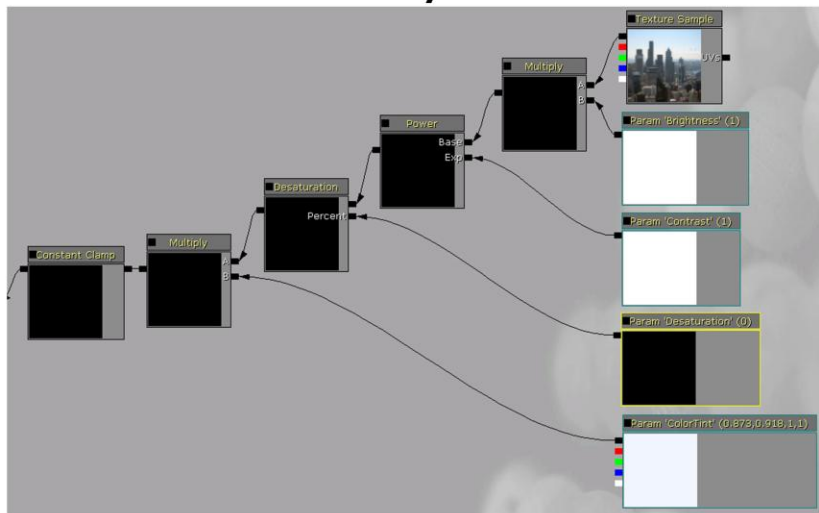 Texture Sample
UVs
Multiply
A
B
Param 'Brightness' (1)
Power
Base
Exp
Param 'Contrast' (1)
Desaturation
Percent
Constant Clamp
Multiply
A
B
Param 'Desaturation' (0)
Param 'ColorTint' (0.873,0.918,1,1)